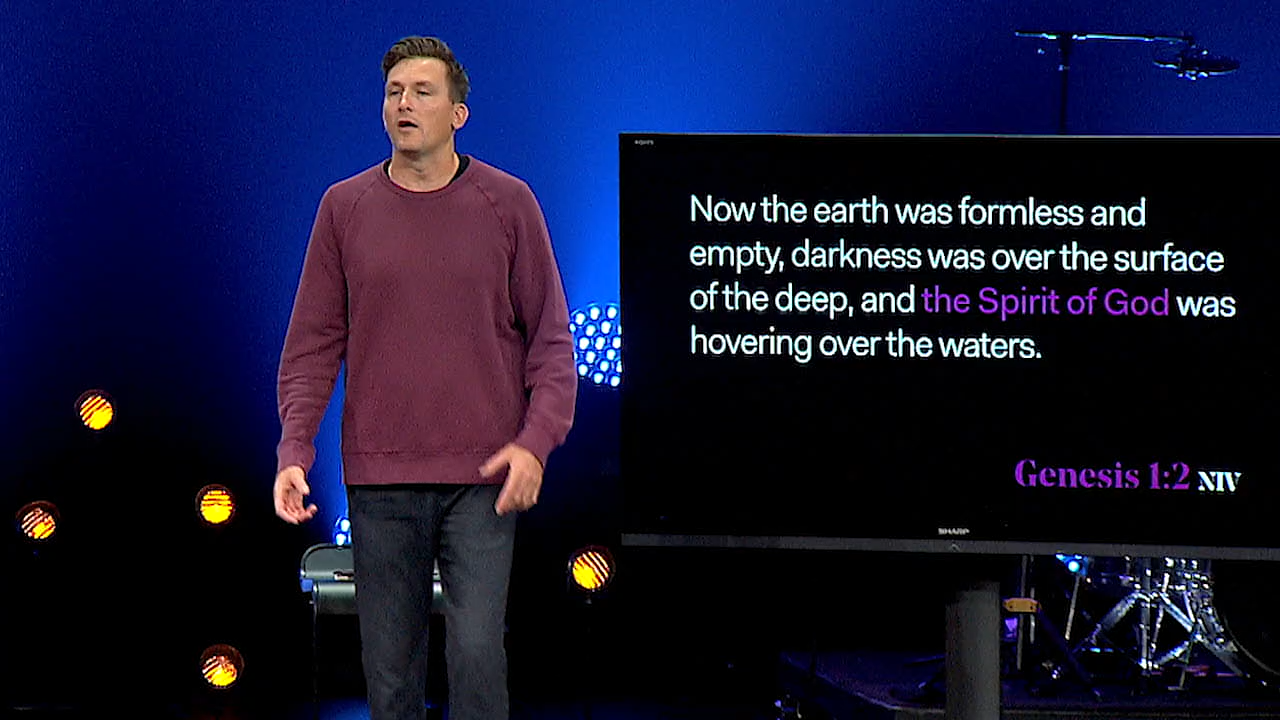 Now the earth was formless and
empty, darkness was over the surface
of the deep, and the Spirit of God was
hovering over the waters.
Genesis 1:2 NIV
SHARP